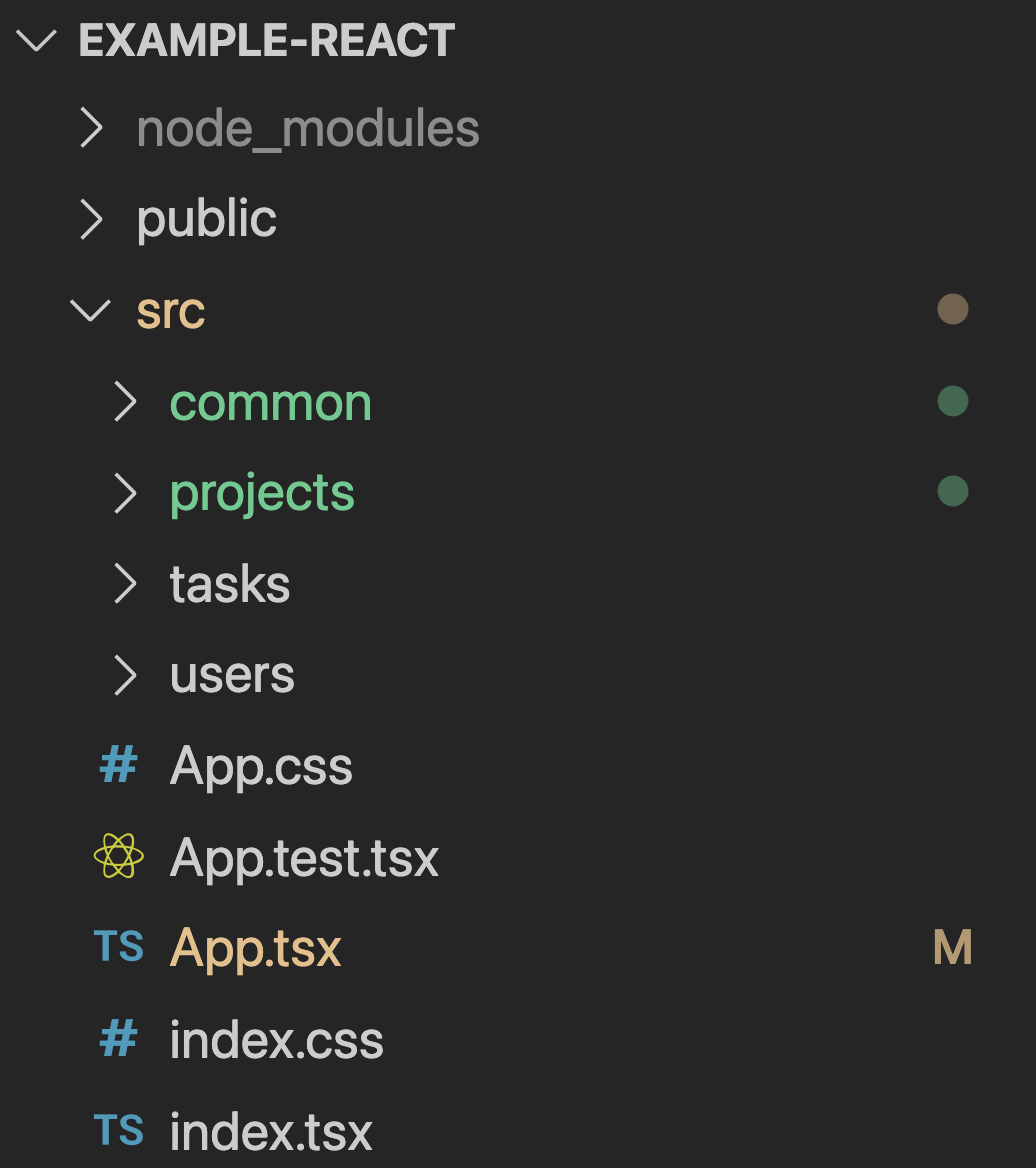 EXAMPLE-REACT
node_modules
public
src
common
projects
tasks
users
# App.css
App.test.tsx
TS App.tsx M
# index.css
TS index.tsx